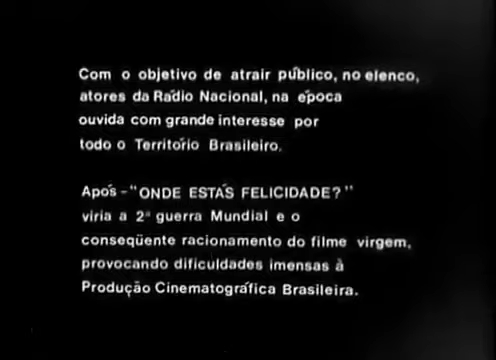 Com o objetivo de atrair público, no elenco,
atores da Rádio Nacional, na época
ouvida com grande interesse por
todo o Território Brasileiro.
Após - "ONDE ESTÁS FELICIDADE?"
viria a 2ª guerra Mundial e o
conseqüente racionamento do filme virgem,
provocando dificuldades imensas à
Produção Cinematográfica Brasileira.